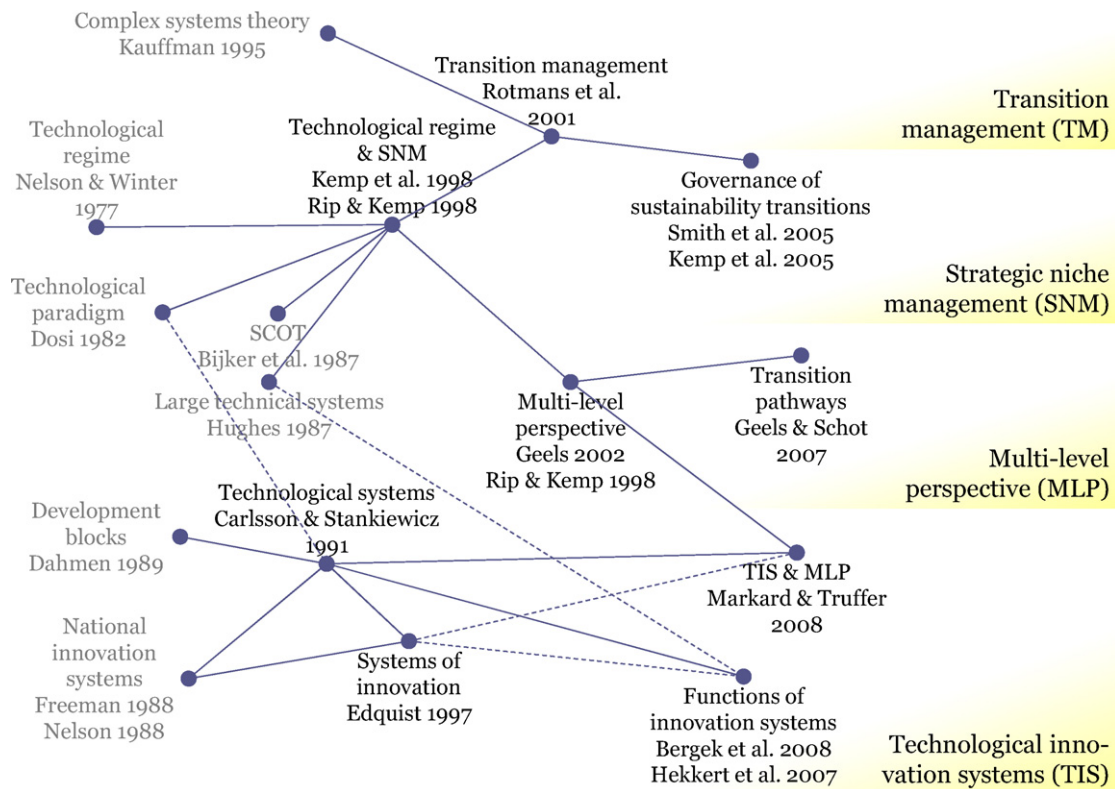 Complex systems theory
Kauffman 1995
Transition management
Rotmans et al.
2001
Transition
management (TM)
Technological
regime
Nelson & Winter
1977
Technological regime
& SNM
Kemp et al. 1998
Rip & Kemp 1998
Governance of
sustainability transitions
Smith et al. 2005
Kemp et al. 2005
Technological
paradigm
Dosi 1982
SCOT
Bijker et al. 1987
Strategic niche
management (SNM)
Large technical systems
Hughes 1987
Multi-level
perspective
Geels 2002
Rip & Kemp 1998
Transition
pathways
Geels & Schot
2007
Multi-level
perspective (MLP)
Development
blocks
Dahmen 1989
Technological systems
Carlsson & Stankiewicz
1991
TIS & MLP
Markard & Truffer
2008
National
innovation
systems
Freeman 1988
Nelson 1988
Systems of
innovation
Edquist 1997
Functions of
innovation systems
Bergek et al. 2008
Hekkert et al. 2007
Technological inno-
vation systems (TIS)